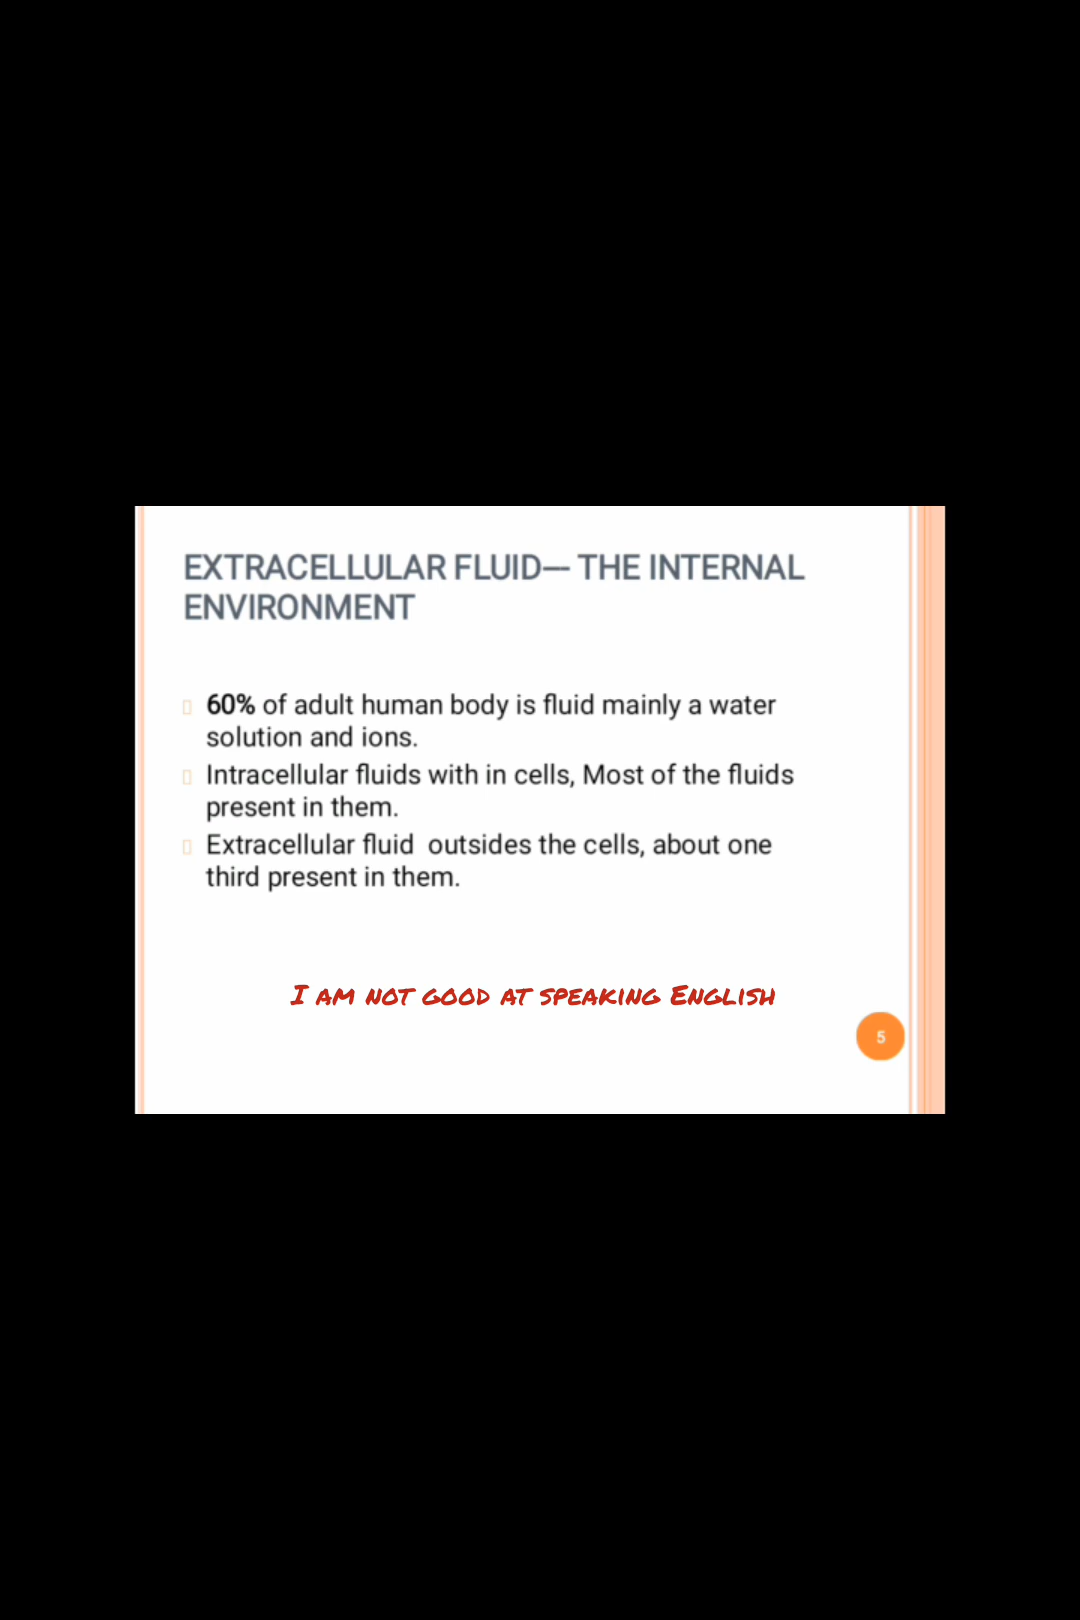 EXTRACELLULAR FLUID— THE INTERNAL
ENVIRONMENT
60% of adult human body is fluid mainly a water
solution and ions.
Intracellular fluids with in cells, Most of the fluids
present in them.
Extracellular fluid outsides the cells, about one
third present in them.
I AM NOT GOOD AT SPEAKING ENGLISH
5